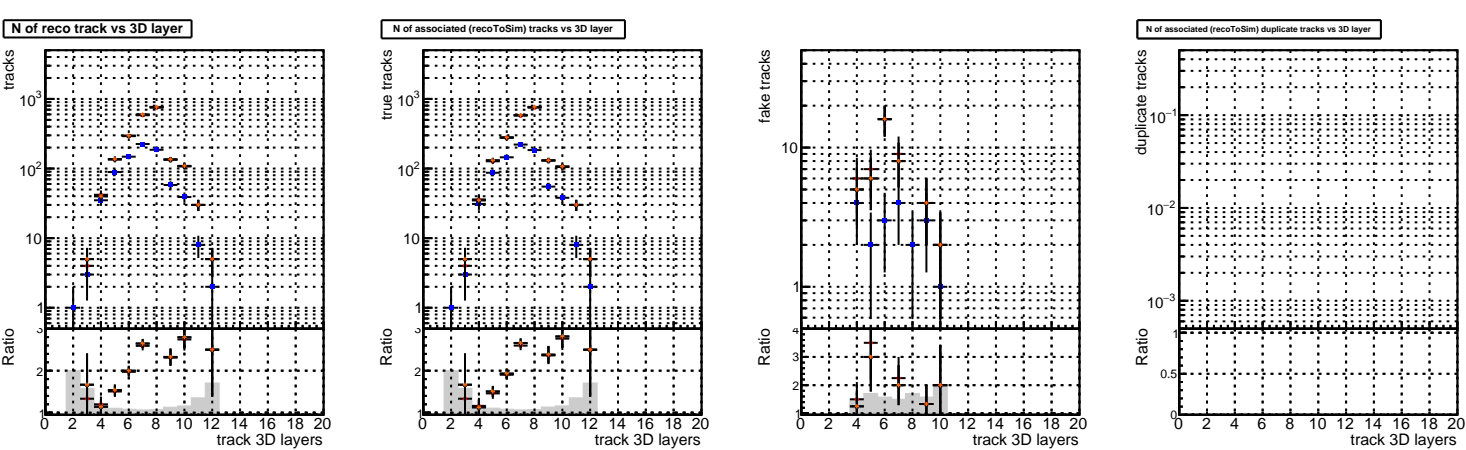 N of reco track vs 3D layer
tracks
10³
10²
10
1
Ratio
3
2
1
0 2 4 6 8 10 12 14 16 18 20
track 3D layers
N of associated (recoToSim) tracks vs 3D layer
true tracks
10³
10²
10
1
Ratio
3
2
1
0 2 4 6 8 10 12 14 16 18 20
track 3D layers
fake tracks
10
1
Ratio
4
3
2
1
0 2 4 6 8 10 12 14 16 18 20
track 3D layers
N of associated (recoToSim) duplicate tracks vs 3D layer
duplicate tracks
10⁻¹
10⁻²
10⁻³
Ratio
1
0.5
0
0 2 4 6 8 10 12 14 16 18 20
track 3D layers